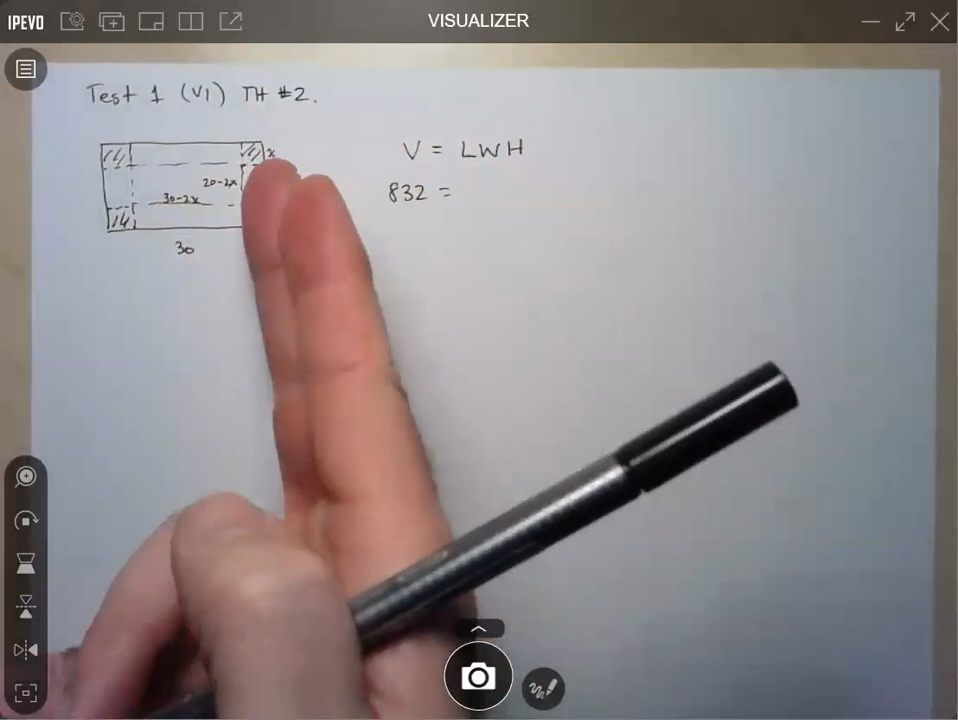 IPEVO
VISUALIZER
Test 1 (V1) TH #2.
x
20-2x
30-2x
30
V = LWH
832 =